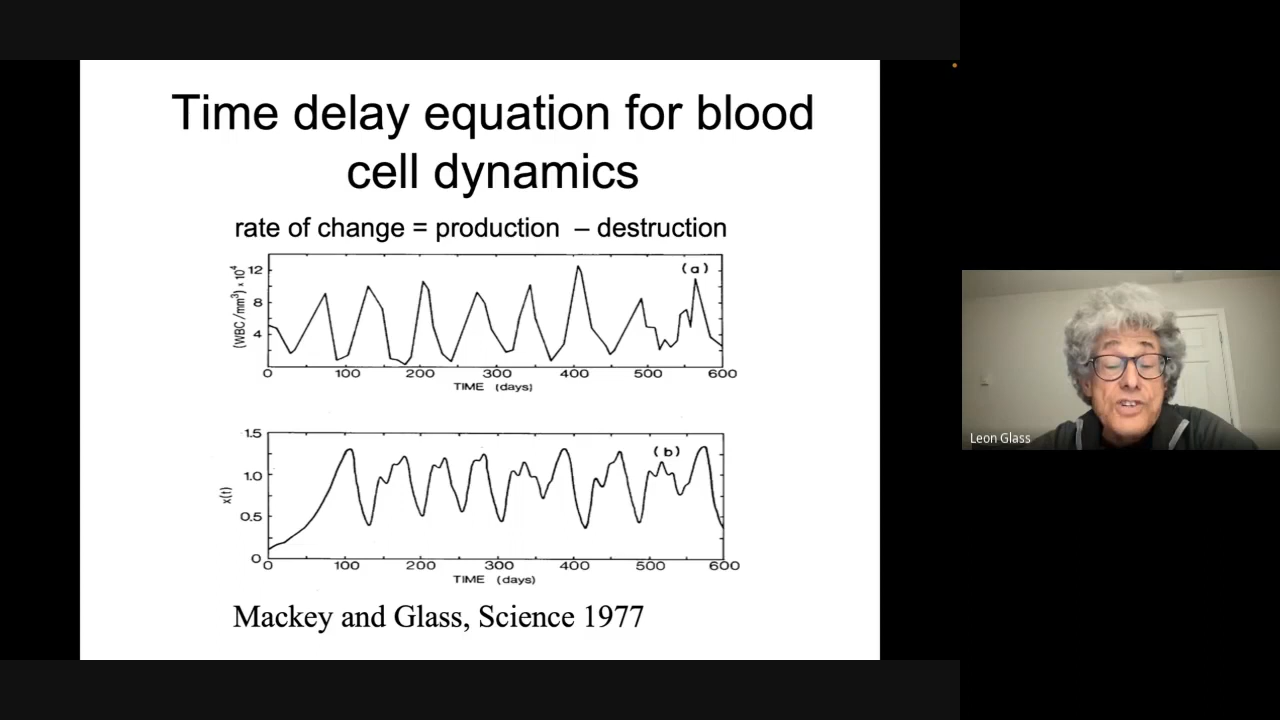 Time delay equation for blood
cell dynamics
rate of change = production – destruction
(WBC/mm³) x 10⁴
12
8
4
(a)
0 100 200 300 400 500 600
TIME (days)
x(t)
1.5
1.0
0.5
0
(b)
0 100 200 300 400 500 600
TIME (days)
Mackey and Glass, Science 1977
Leon Glass